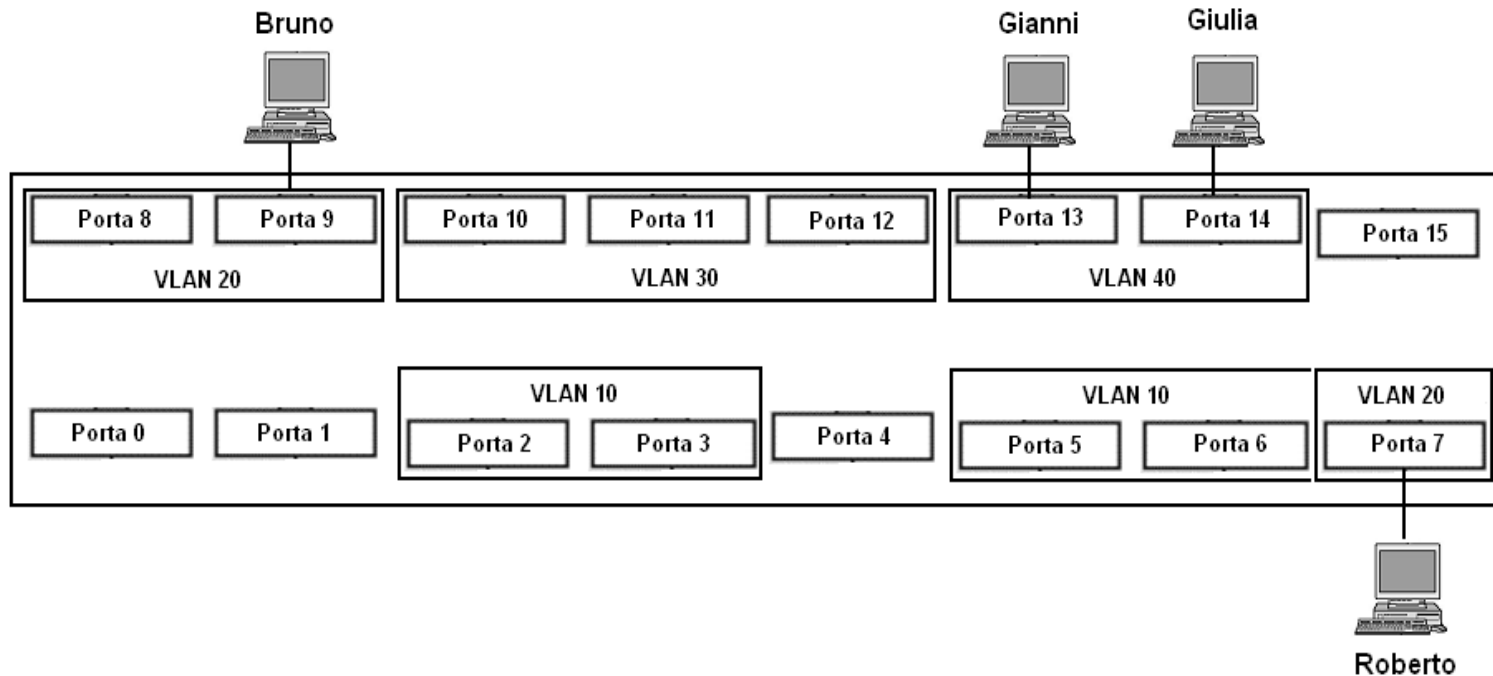 Bruno
Gianni
Giulia
Porta 8
Porta 9
Porta 10
Porta 11
Porta 12
Porta 13
Porta 14
Porta 15
VLAN 20
VLAN 30
VLAN 40
VLAN 10
VLAN 10
VLAN 20
Porta 0
Porta 1
Porta 2
Porta 3
Porta 4
Porta 5
Porta 6
Porta 7
Roberto